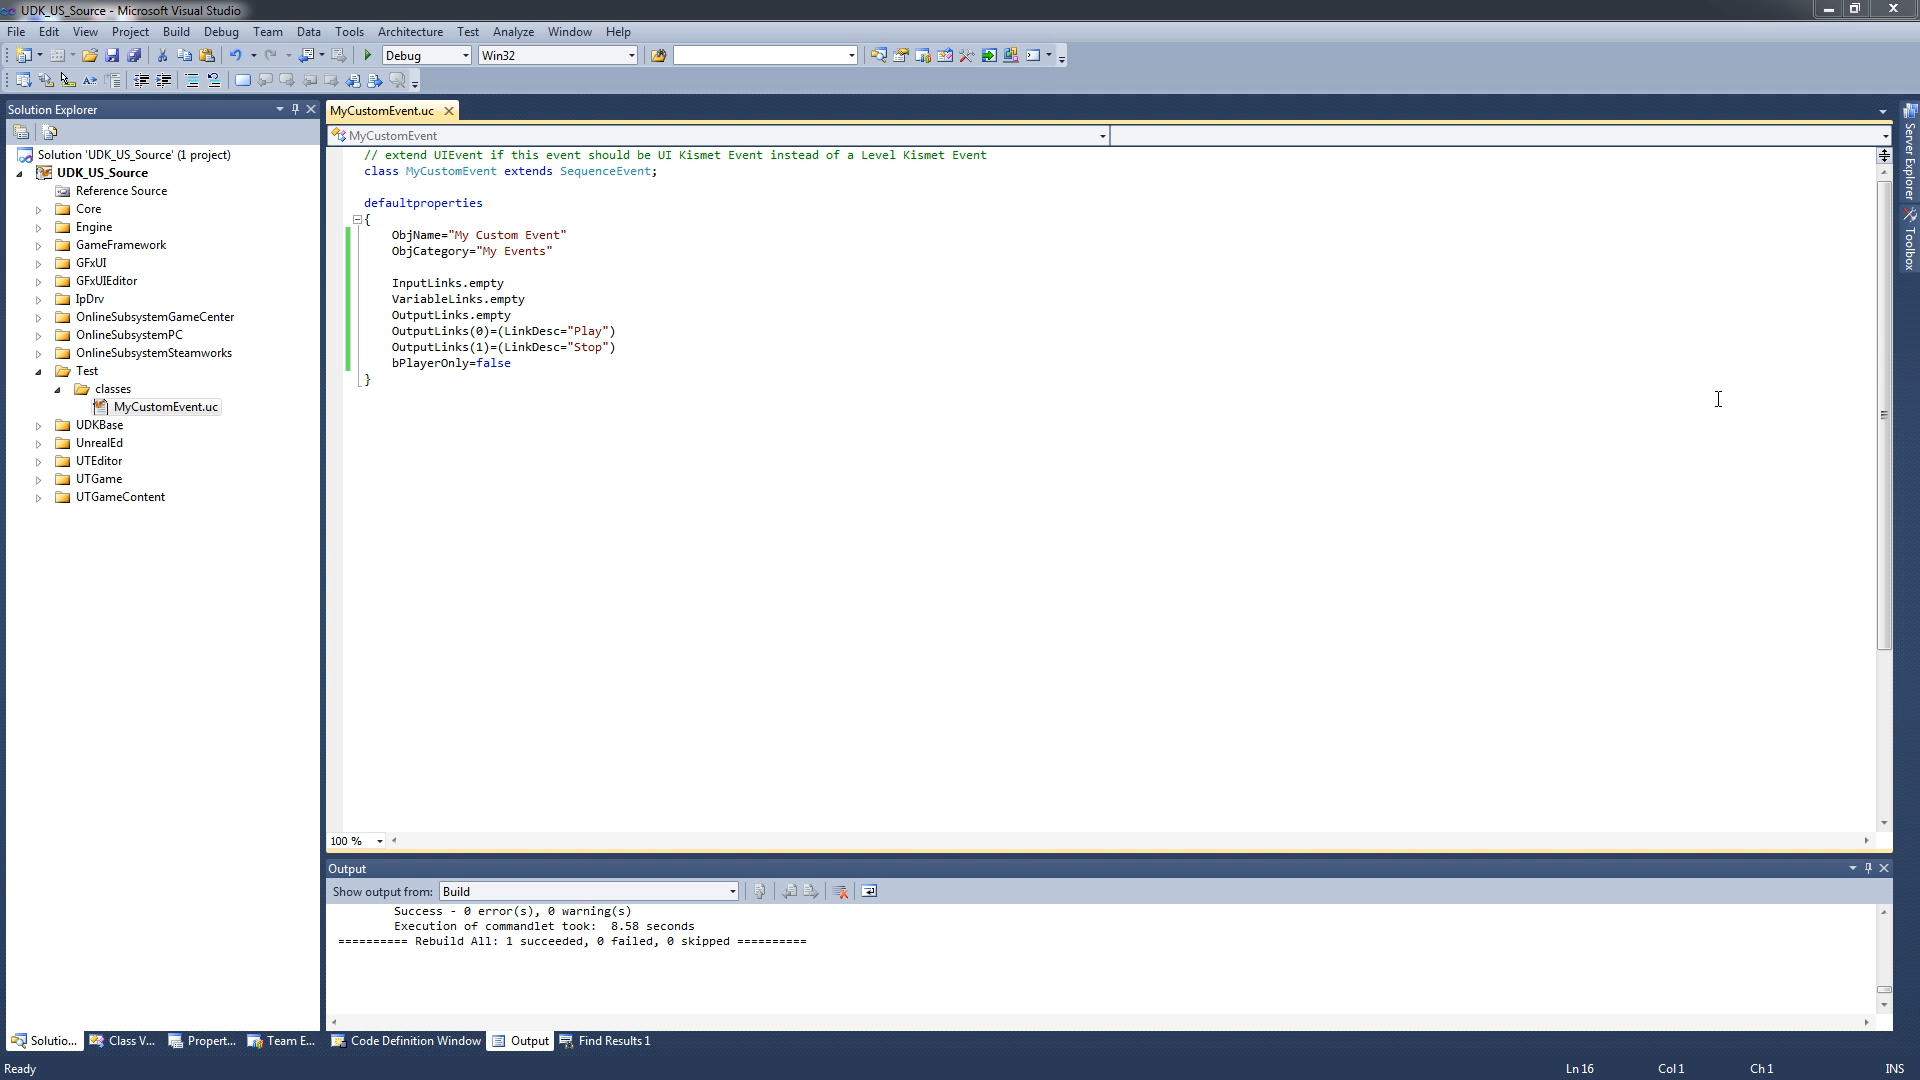 UDK_US_Source - Microsoft Visual Studio
File Edit View Project Build Debug Team Data Tools Architecture Test Analyze Window Help
Debug Win32
Solution Explorer
Solution 'UDK_US_Source' (1 project)
UDK_US_Source
Reference Source
Core
Engine
GameFramework
GFxUI
GFxUIEditor
IpDrv
OnlineSubsystemGameCenter
OnlineSubsystemPC
OnlineSubsystemSteamworks
Test
classes
MyCustomEvent.uc
UDKBase
UnrealEd
UTEditor
UTGame
UTGameContent
MyCustomEvent.uc
MyCustomEvent
// extend UIEvent if this event should be UI Kismet Event instead of a Level Kismet Event
class MyCustomEvent extends SequenceEvent;
defaultproperties
{
ObjName="My Custom Event"
ObjCategory="My Events"
InputLinks.empty
VariableLinks.empty
OutputLinks.empty
OutputLinks(0)=(LinkDesc="Play")
OutputLinks(1)=(LinkDesc="Stop")
bPlayerOnly=false
}
100 %
Server Explorer
Toolbox
Output
Show output from: Build
Success - 0 error(s), 0 warning(s)
Execution of commandlet took: 8.58 seconds
========== Rebuild All: 1 succeeded, 0 failed, 0 skipped ==========
Solutio... Class V... Propert... Team E... Code Definition Window Output Find Results 1
Ready Ln 16 Col 1 Ch 1 INS